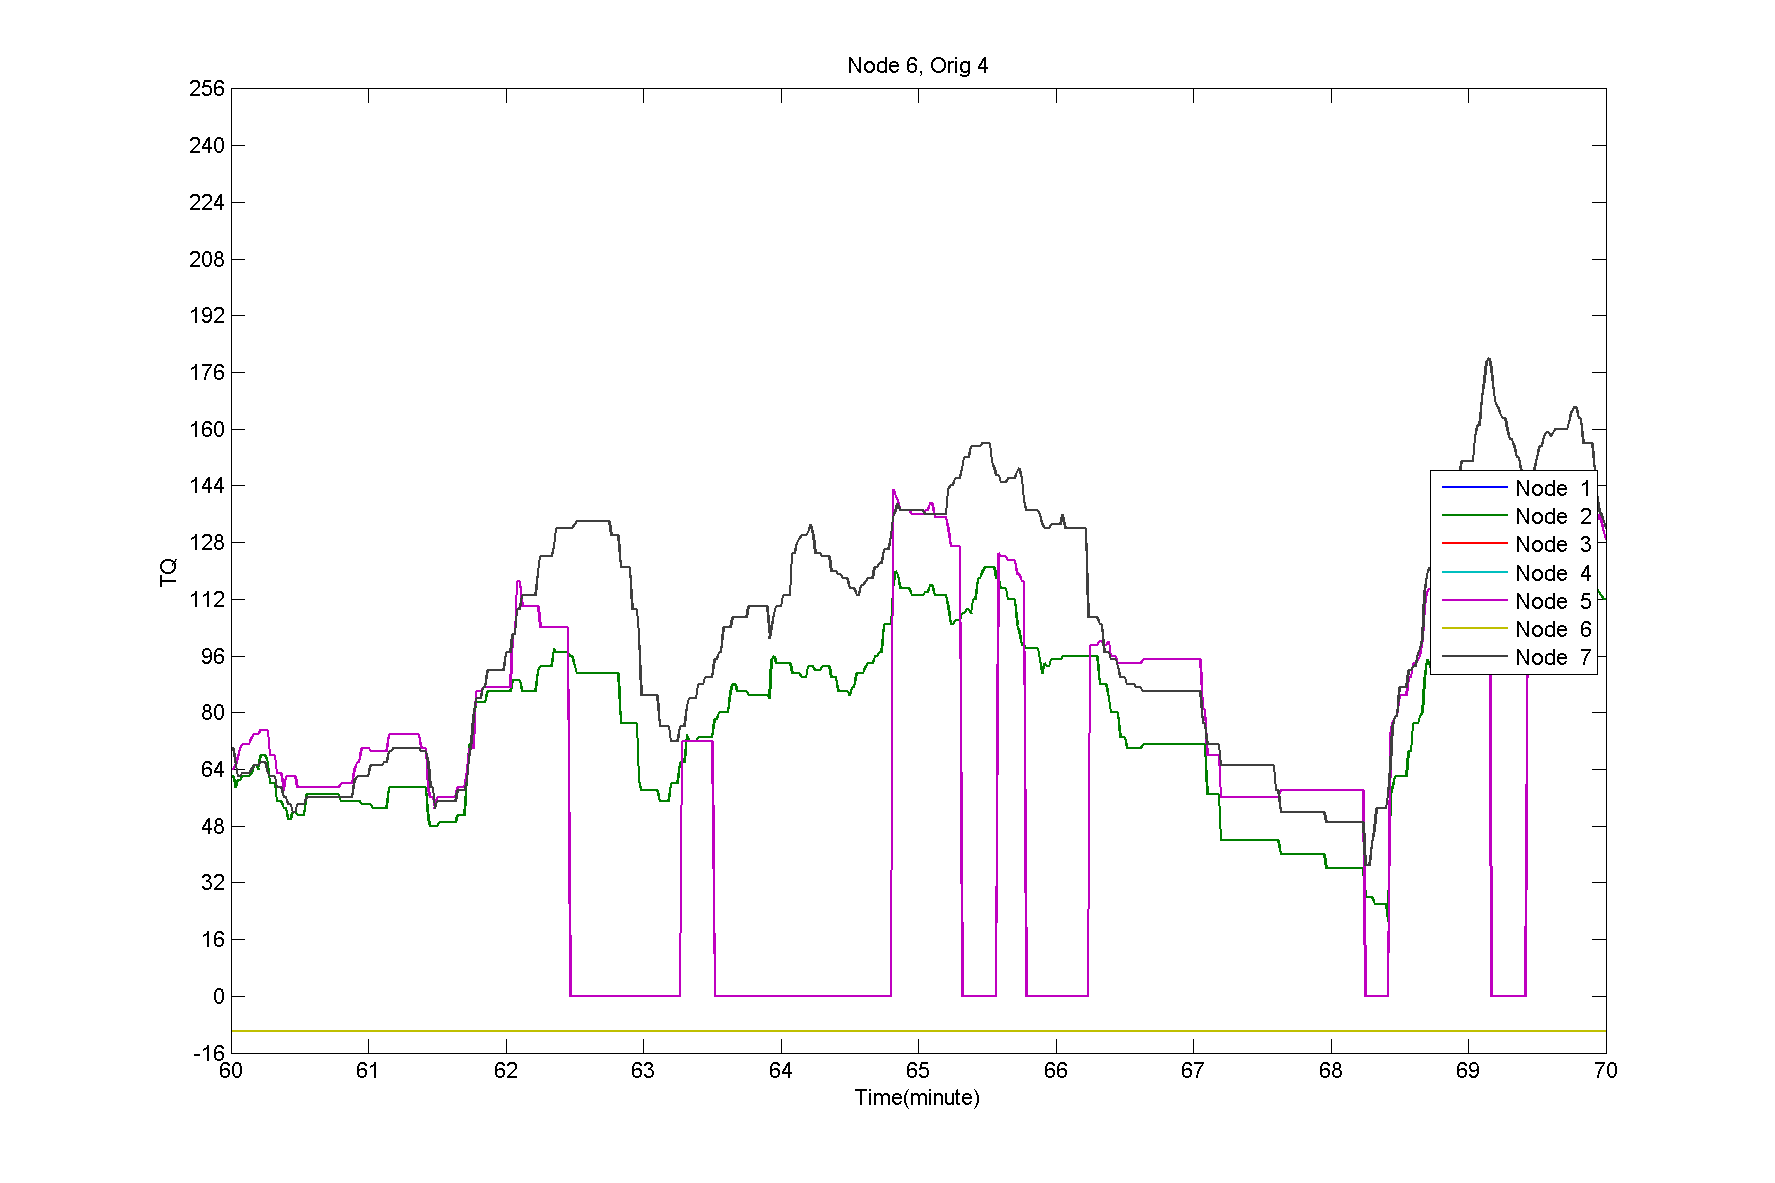 Node 6, Orig 4
256
240
224
208
192
176
160
144
128
112
96
80
64
48
32
16
0
-16
TQ
60 61 62 63 64 65 66 67 68 69 70
Time(minute)
Node 1
Node 2
Node 3
Node 4
Node 5
Node 6
Node 7